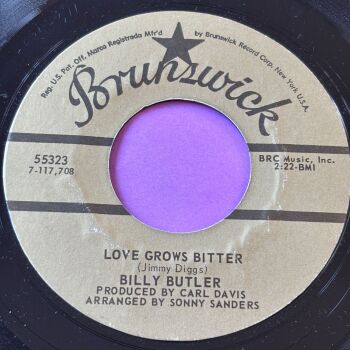 Reg. U.S. Pat. Off. Marca Registrada Mfr'd by Brunswick Record Corp. New York, U.S.A.
Brunswick
55323
7-117,708
BRC Music, Inc.
2:22-BMI
LOVE GROWS BITTER
(Jimmy Diggs)
BILLY BUTLER
PRODUCED BY CARL DAVIS
ARRANGED BY SONNY SANDERS